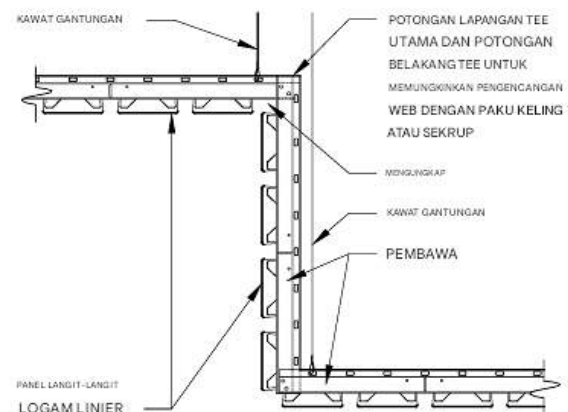 KAWAT GANTUNGAN
POTONGAN LAPANGAN TEE
UTAMA DAN POTONGAN
BELAKANG TEE UNTUK
MEMUNGKINKAN PENGENCANGAN
WEB DENGAN PAKU KELING
ATAU SEKRUP
MENGUNGKAP
KAWAT GANTUNGAN
PEMBAWA
PANEL LANGIT-LANGIT
LOGAM LINIER